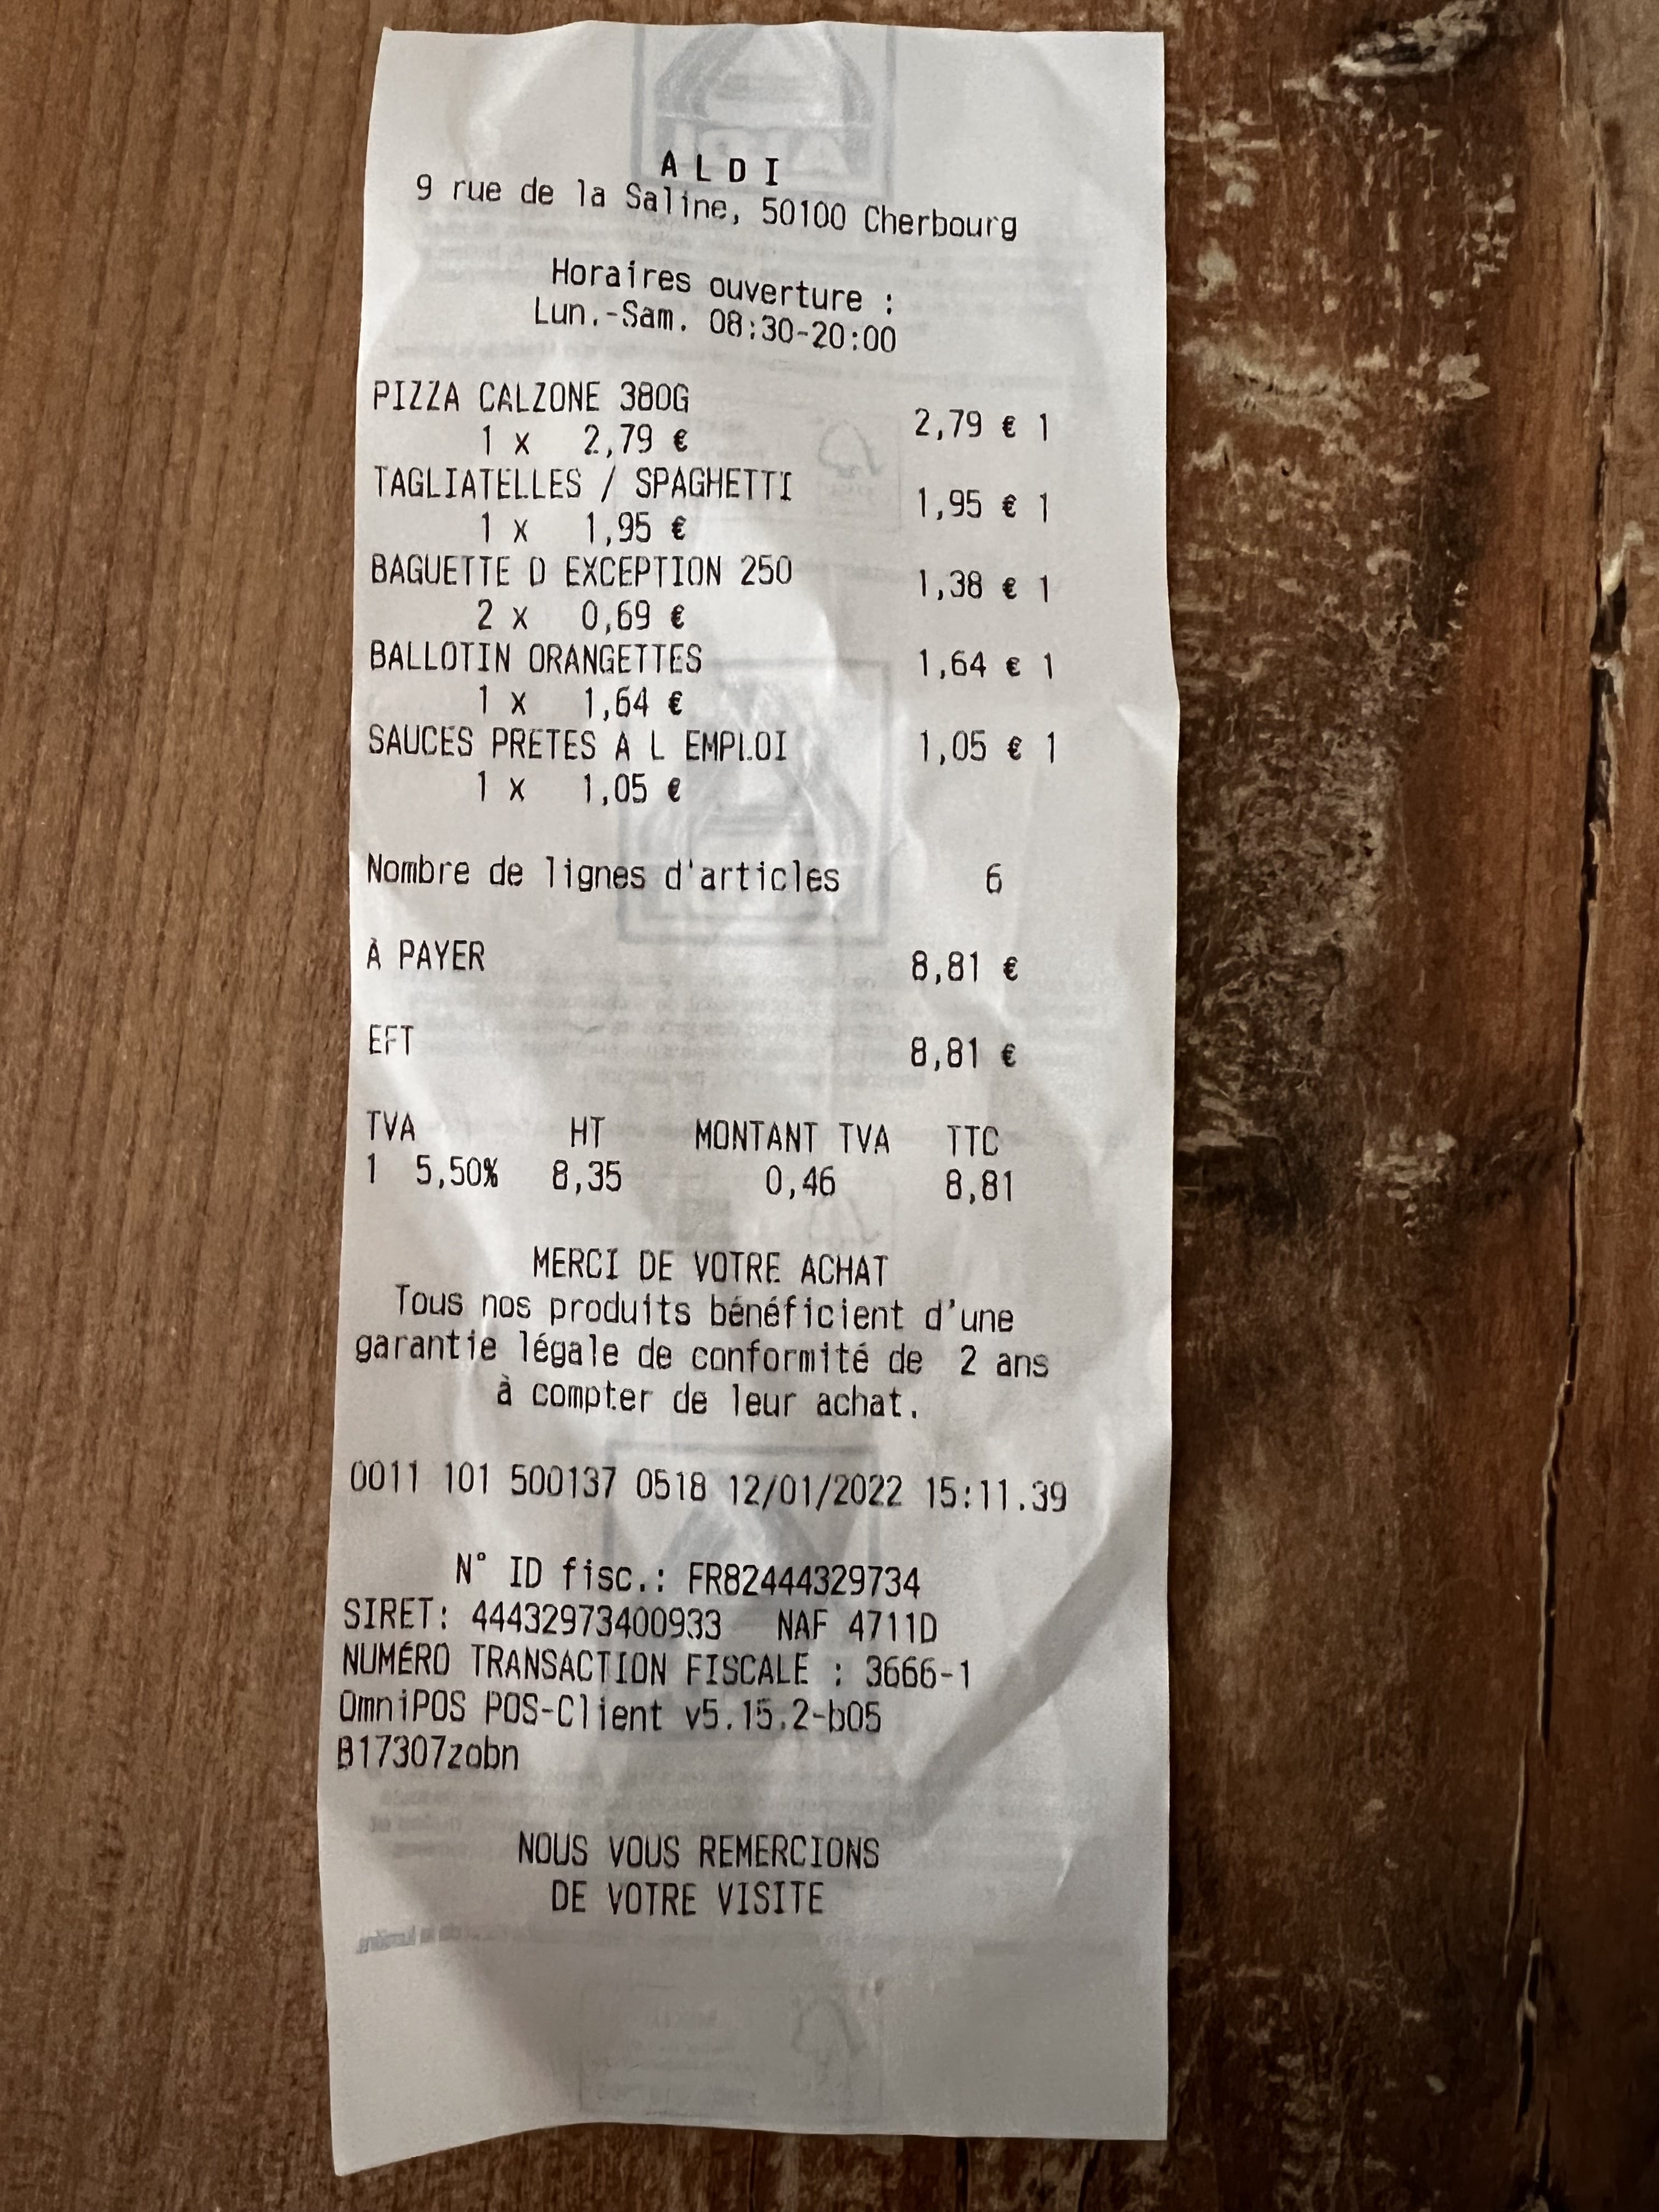 ALDI
9 rue de la Saline, 50100 Cherbourg
Horaires ouverture :
Lun.-Sam. 08:30-20:00
PIZZA CALZONE 380G 2,79 € 1
1 x 2,79 €
TAGLIATELLES / SPAGHETTI 1,95 € 1
1 x 1,95 €
BAGUETTE D EXCEPTION 250 1,38 € 1
2 x 0,69 €
BALLOTIN ORANGETTES 1,64 € 1
1 x 1,64 €
SAUCES PRETES A L EMPLOI 1,05 € 1
1 x 1,05 €
Nombre de lignes d'articles 6
À PAYER 8,81 €
EFT 8,81 €
TVA HT MONTANT TVA TTC
1 5,50% 8,35 0,46 8,81
MERCI DE VOTRE ACHAT
Tous nos produits bénéficient d'une
garantie légale de conformité de 2 ans
à compter de leur achat.
0011 101 500137 0518 12/01/2022 15:11.39
N° ID fisc.: FR82444329734
SIRET: 44432973400933 NAF 4711D
NUMÉRO TRANSACTION FISCALE : 3666-1
OmniPOS POS-Client v5.15.2-b05
B17307zobn
NOUS VOUS REMERCIONS
DE VOTRE VISITE